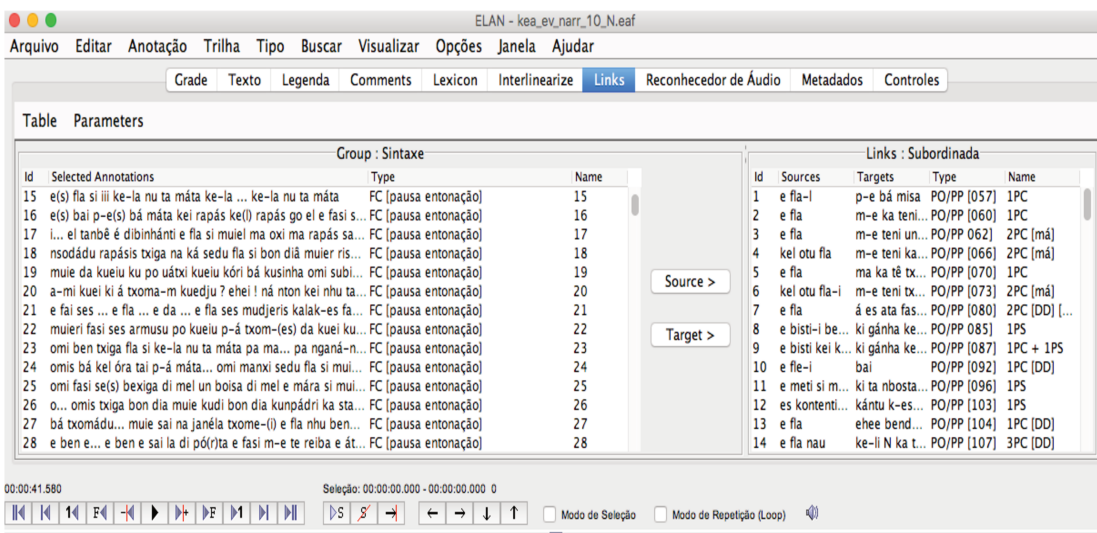 ELAN - kea_ev_narr_10_N.eaf
Arquivo Editar Anotação Trilha Tipo Buscar Visualizar Opções Janela Ajudar
Grade Texto Legenda Comments Lexicon Interlinearize Links Reconhecedor de Áudio Metadados Controles
Table Parameters
Group : Sintaxe
Id Selected Annotations Type Name
15 e(s) fla si iii ke-la nu ta máta ke-la ... ke-la nu ta máta FC [pausa entonação] 15
16 e(s) bai p-e(s) bá máta kei rapás ke(l) rapás go el e fasi s... FC [pausa entonação] 16
17 i... el tanbê é dibinhánti e fla si muiel ma oxi ma rapás sa... FC [pausa entonação] 17
18 nsodádu rapásis txiga na ká sedu fla si bon diâ muier ris... FC [pausa entonação] 18
19 muie da kueiu ku po uátxi kueiu kóri bá kusinha omi subi... FC [pausa entonação] 19
20 a-mi kuei ki á txoma-m kuedju ? ehei ! ná nton kei nhu ta... FC [pausa entonação] 20
21 e fai ses ... e fla ... e da ... e fla ses mudjeris kalak-es fa... FC [pausa entonação] 21
22 muieri fasi ses armusu po kueiu p-á txom-(es) da kuei ku... FC [pausa entonação] 22
23 omi ben txiga fla si ke-la nu ta máta pa ma... pa nganá-n... FC [pausa entonação] 23
24 omis bá kel óra tai p-á máta... omi manxi sedu fla si mui... FC [pausa entonação] 24
25 omi fasi se(s) bexiga di mel un boisa di mel e mára si mui... FC [pausa entonação] 25
26 o... omis txiga bon dia muie kudi bon dia kunpádri ka sta... FC [pausa entonação] 26
27 bá txomádu... muie sai na janéla txome-(i) e fla nhu ben... FC [pausa entonação] 27
28 e ben e... e ben e sai la di pó(r)ta e fasi m-e te reiba e át... FC [pausa entonação] 28
Source >
Target >
Links : Subordinada
Id Sources Targets Type Name
1 e fla-l p-e bá misa PO/PP [057] 1PC
2 e fla m-e ka teni... PO/PP [060] 1PC
3 e fla m-e teni un... PO/PP 062] 2PC [má]
4 kel otu fla m-e teni ka... PO/PP [066] 2PC [má]
5 e fla ma ka tê tx... PO/PP [070] 1PC
6 kel otu fla-i m-e teni tx... PO/PP [073] 2PC [má]
7 e fla á es ata fas... PO/PP [080] 2PC [DD] [...
8 e bisti-i be... ki gánha ke... PO/PP 085] 1PS
9 e bisti kei k... ki gánha ke... PO/PP [087] 1PC + 1PS
10 e fle-i bai PO/PP [092] 1PC [DD]
11 e meti si m... ki ta nbosta... PO/PP [096] 1PS
12 es kontenti... kántu k-es... PO/PP [103] 1PS
13 e fla ehee bend... PO/PP [104] 1PC [DD]
14 e fla nau ke-li N ka t... PO/PP [107] 3PC [DD]
00:00:41.580 Seleção: 00:00:00.000 - 00:00:00.000 0
Modo de Seleção Modo de Repetição (Loop)